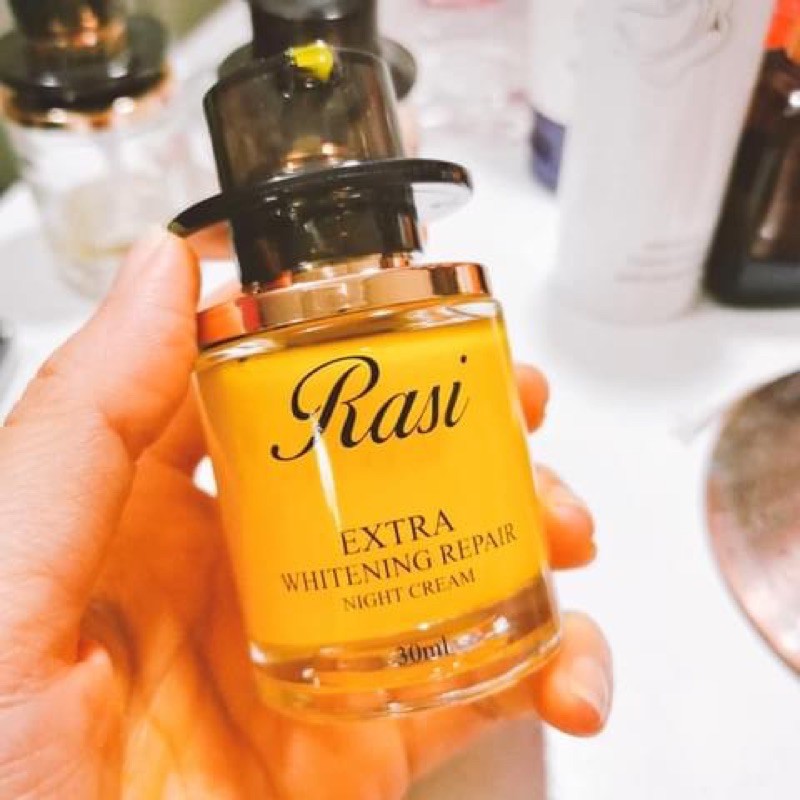 Rasi
EXTRA
WHITENING REPAIR
NIGHT CREAM
30ml